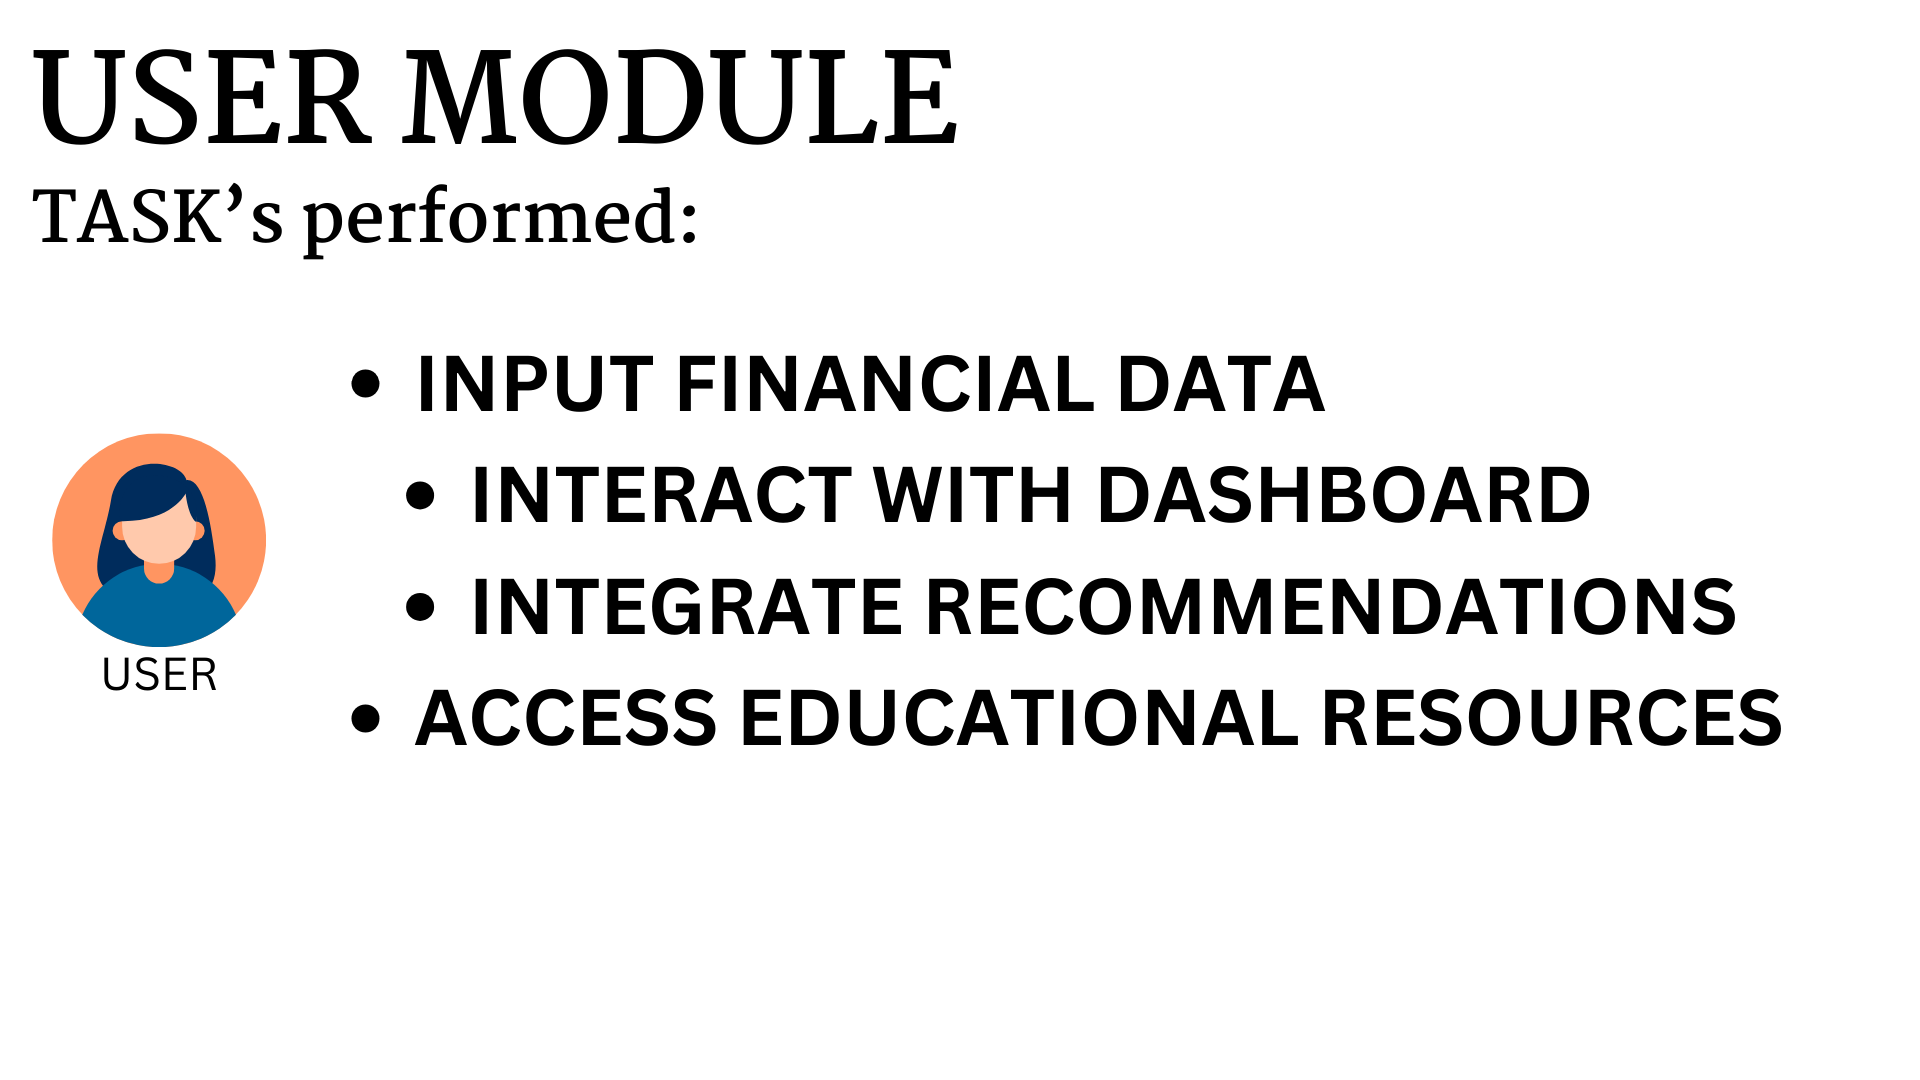 USER MODULE
TASK’s performed:
• INPUT FINANCIAL DATA
• INTERACT WITH DASHBOARD
• INTEGRATE RECOMMENDATIONS
• ACCESS EDUCATIONAL RESOURCES
USER